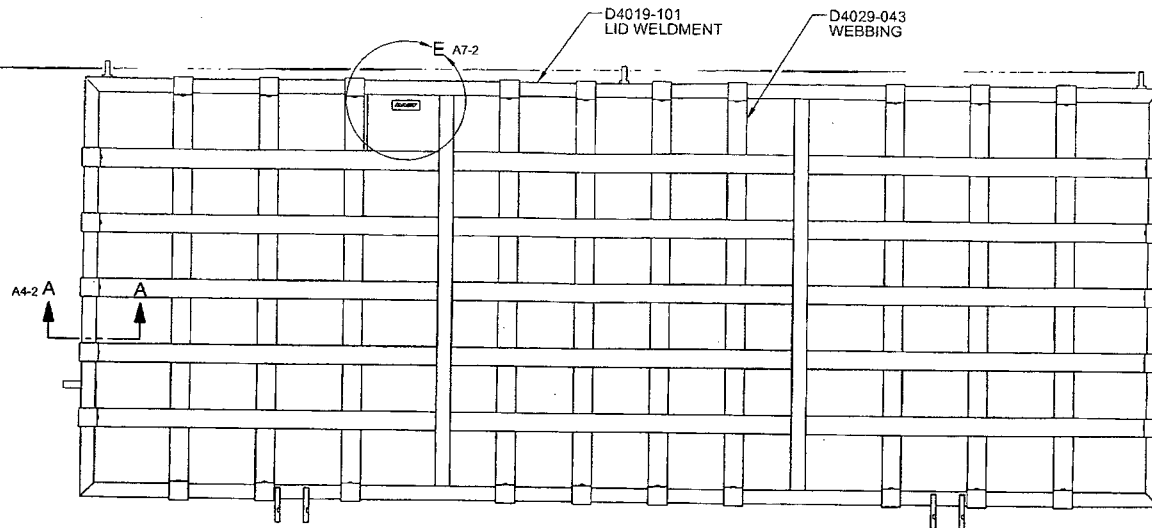 D4019-101
LID WELDMENT
D4029-043
WEBBING
E A7-2
A4-2 A A